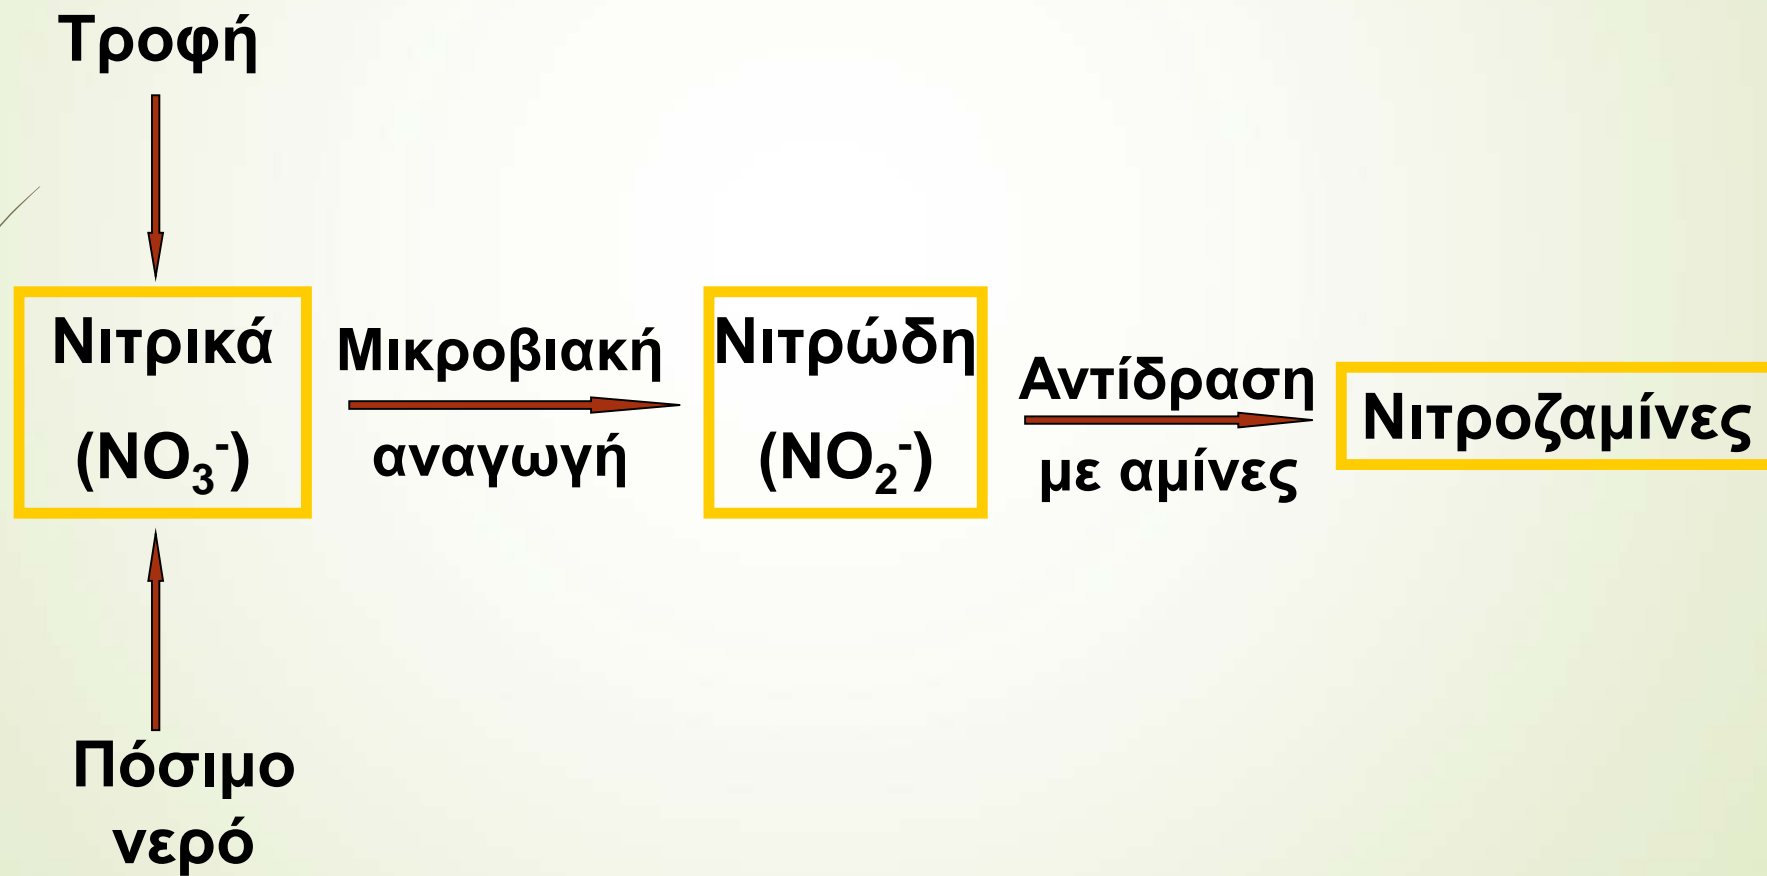 Τροφή
Νιτρικά
(NO₃⁻)
Μικροβιακή
αναγωγή
Νιτρώδη
(NO₂⁻)
Αντίδραση
με αμίνες
Νιτροζαμίνες
Πόσιμο
νερό